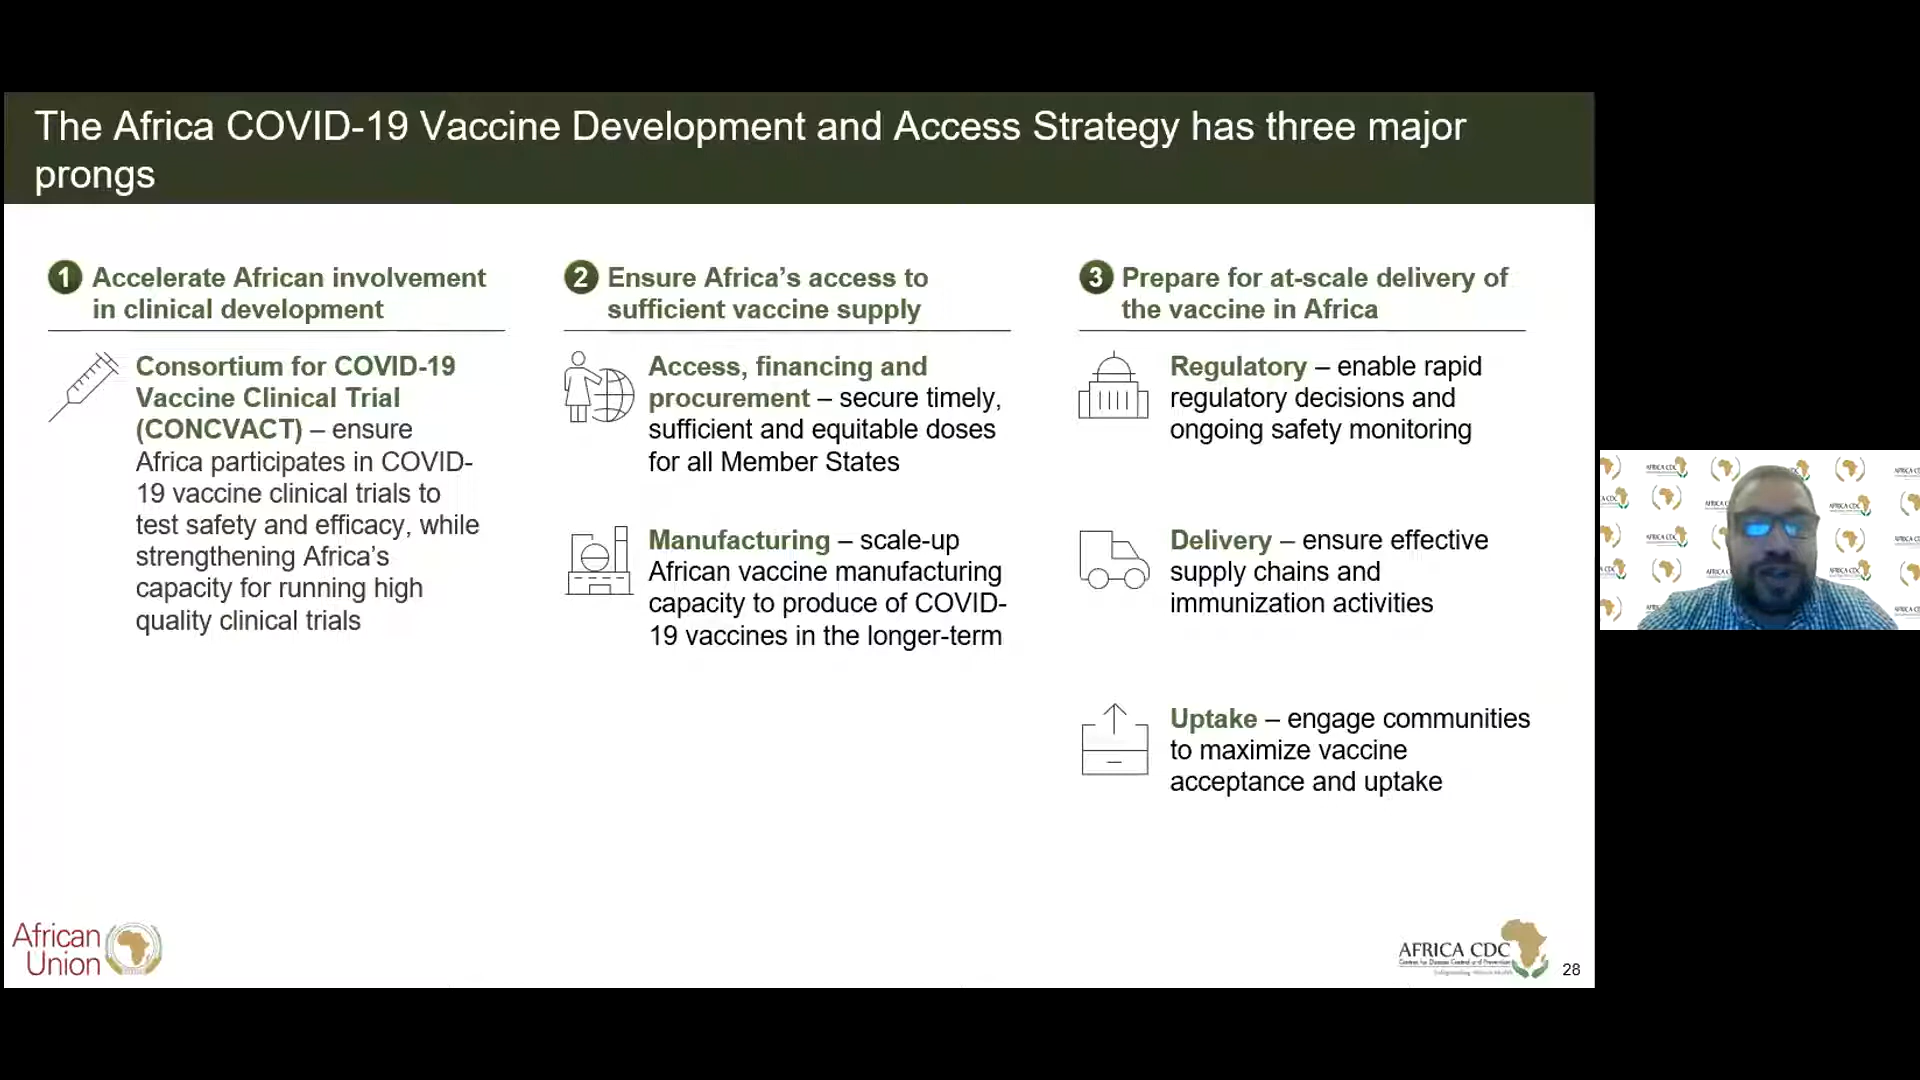 The Africa COVID-19 Vaccine Development and Access Strategy has three major
prongs
1 Accelerate African involvement
in clinical development
Consortium for COVID-19
Vaccine Clinical Trial
(CONCVACT) – ensure
Africa participates in COVID-
19 vaccine clinical trials to
test safety and efficacy, while
strengthening Africa's
capacity for running high
quality clinical trials
2 Ensure Africa's access to
sufficient vaccine supply
Access, financing and
procurement – secure timely,
sufficient and equitable doses
for all Member States
Manufacturing – scale-up
African vaccine manufacturing
capacity to produce of COVID-
19 vaccines in the longer-term
3 Prepare for at-scale delivery of
the vaccine in Africa
Regulatory – enable rapid
regulatory decisions and
ongoing safety monitoring
Delivery – ensure effective
supply chains and
immunization activities
Uptake – engage communities
to maximize vaccine
acceptance and uptake
African
Union
AFRICA CDC
Centres for Disease Control and Prevention
28